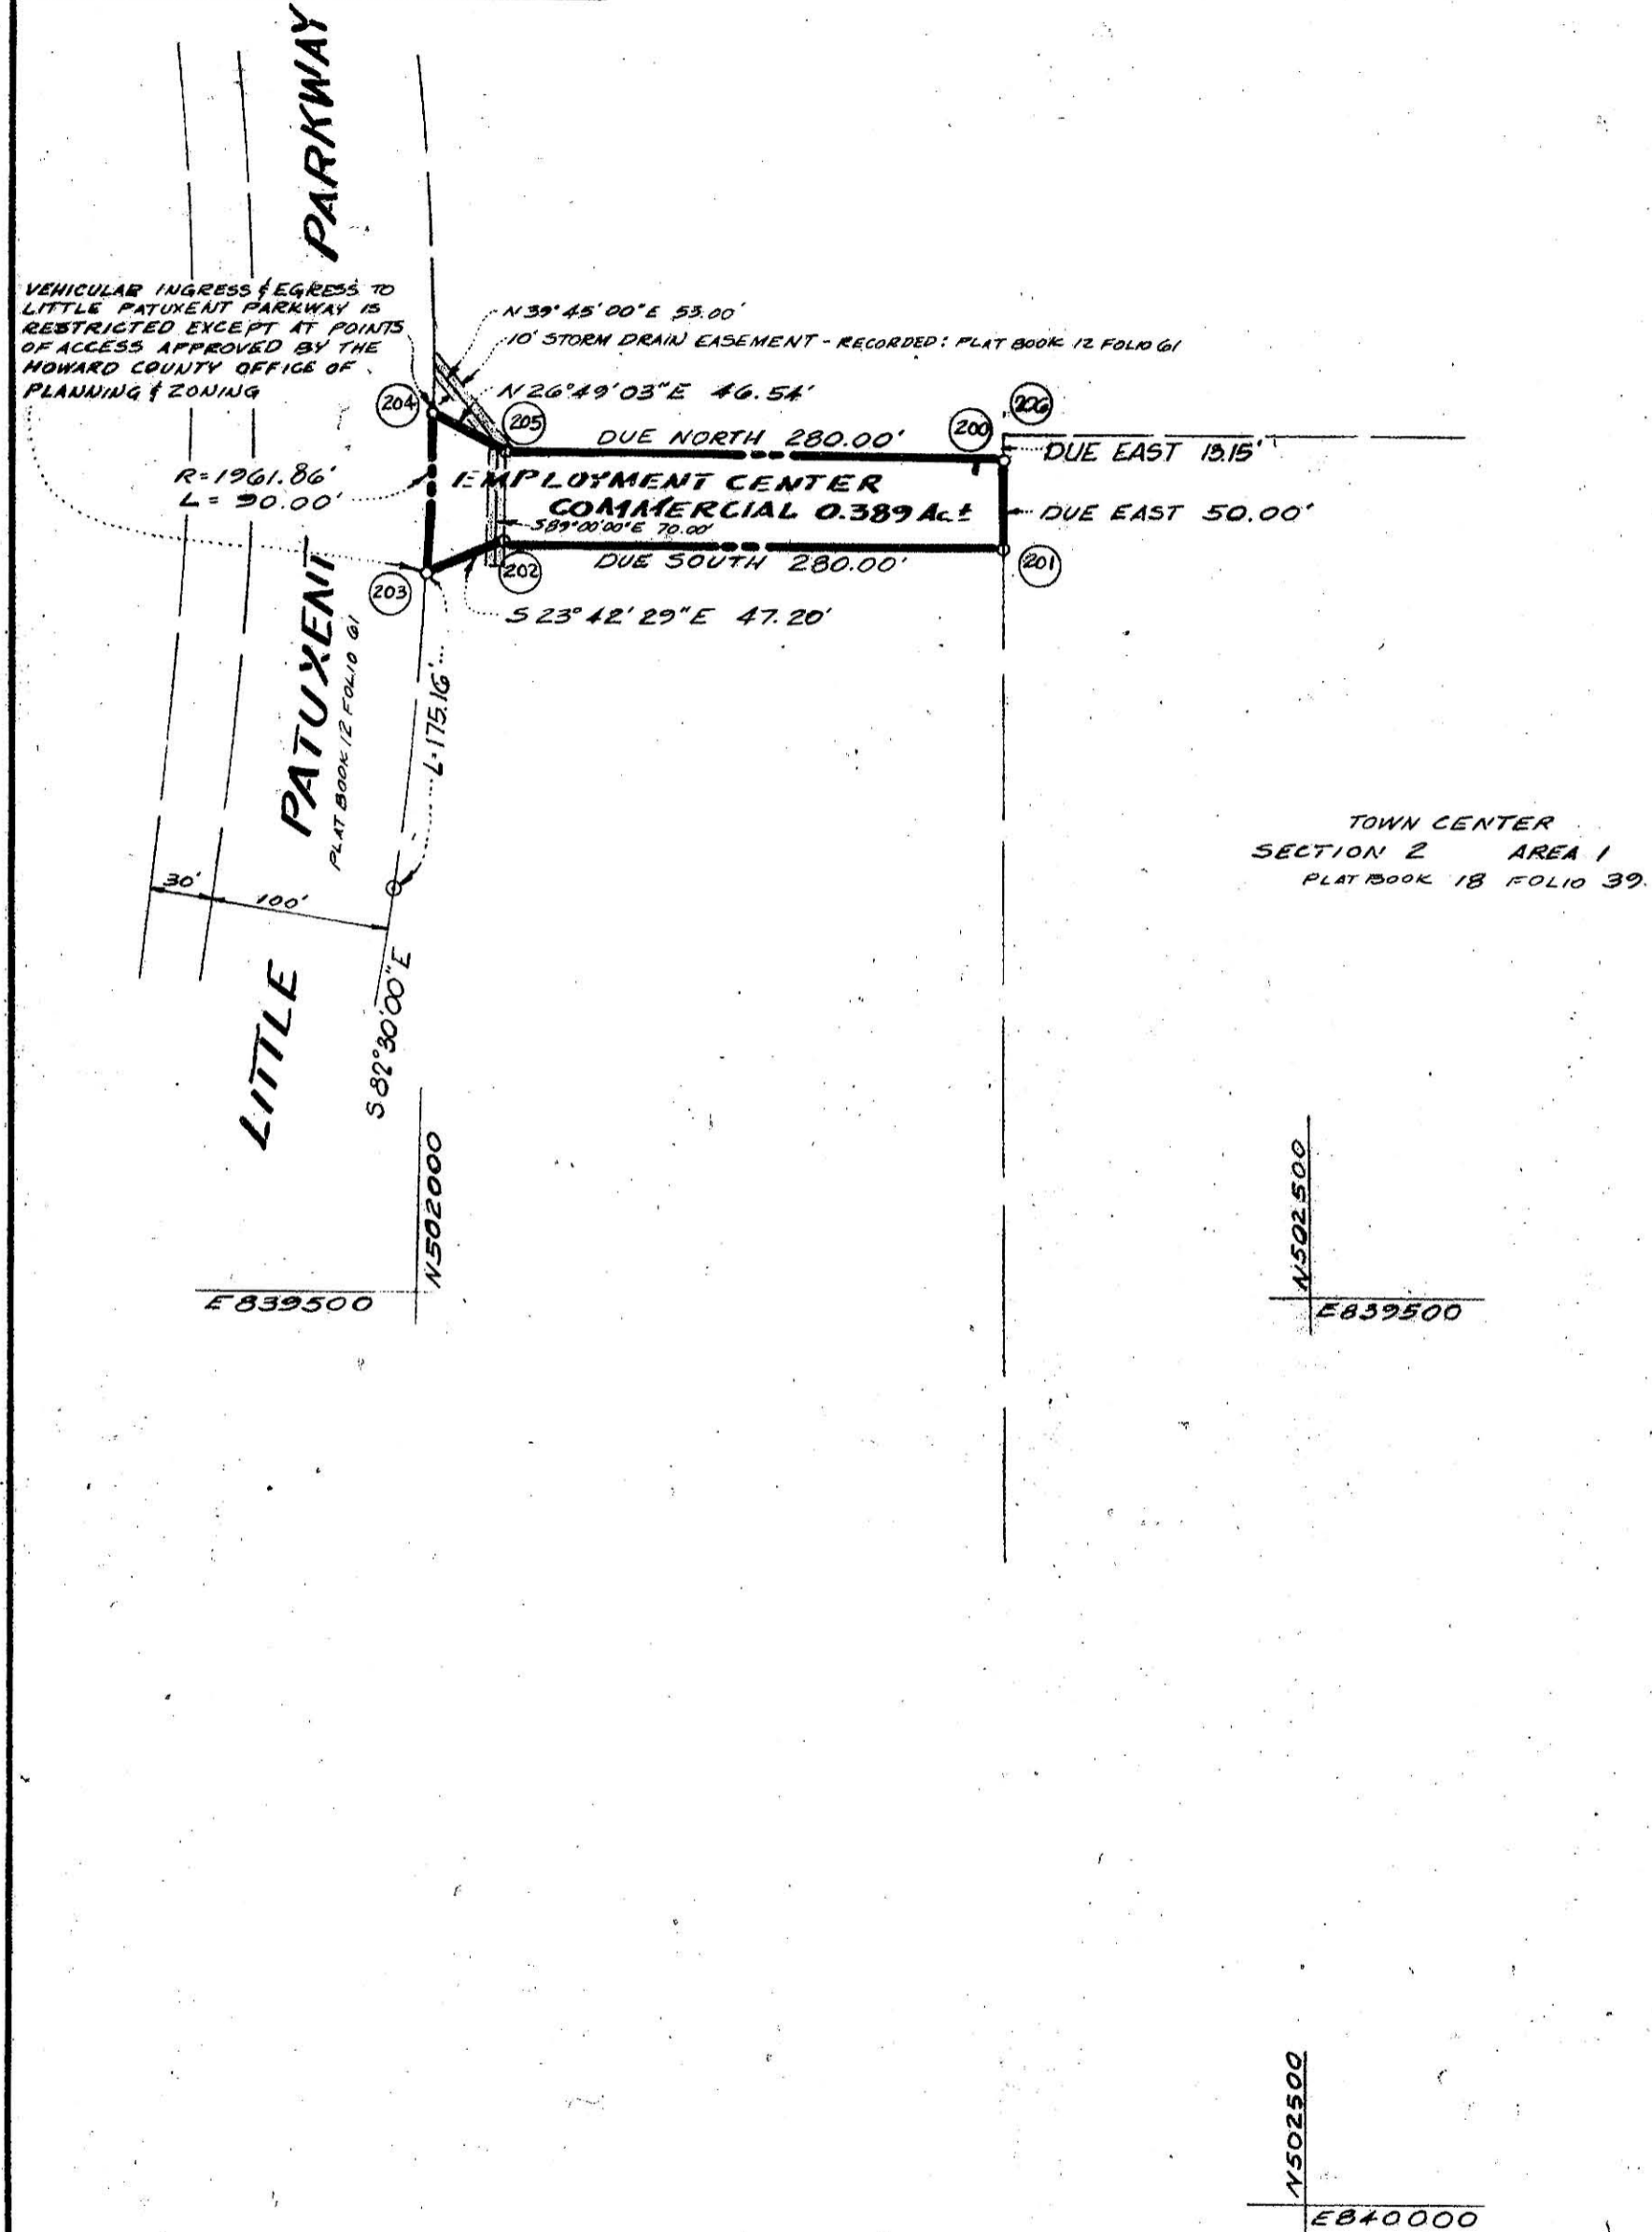 PARKWAY
VEHICULAR INGRESS & EGRESS TO
LITTLE PATUXENT PARKWAY IS
RESTRICTED EXCEPT AT POINTS
OF ACCESS APPROVED BY THE
HOWARD COUNTY OFFICE OF
PLANNING & ZONING
N 39° 45' 00" E 53.00'
10' STORM DRAIN EASEMENT - RECORDED: PLAT BOOK 12 FOLIO 61
N 26° 49' 03" E 46.54'
204
205
DUE NORTH 280.00'
200
206
DUE EAST 13.15'
R=1961.86'
L= 90.00'
EMPLOYMENT CENTER
COMMERCIAL 0.389 Ac.±
S89°00'00"E 70.00'
DUE EAST 50.00'
202
DUE SOUTH 280.00'
201
203
S 23° 42' 29" E 47.20'
PATUXENT
PLAT BOOK 12 FOLIO 61
L=175.16'
TOWN CENTER
SECTION 2 AREA 1
PLAT BOOK 18 FOLIO 39
30'
100'
LITTLE
S 82°30'00"E
N502000
E839500
N502500
E839500
N502500
E840000